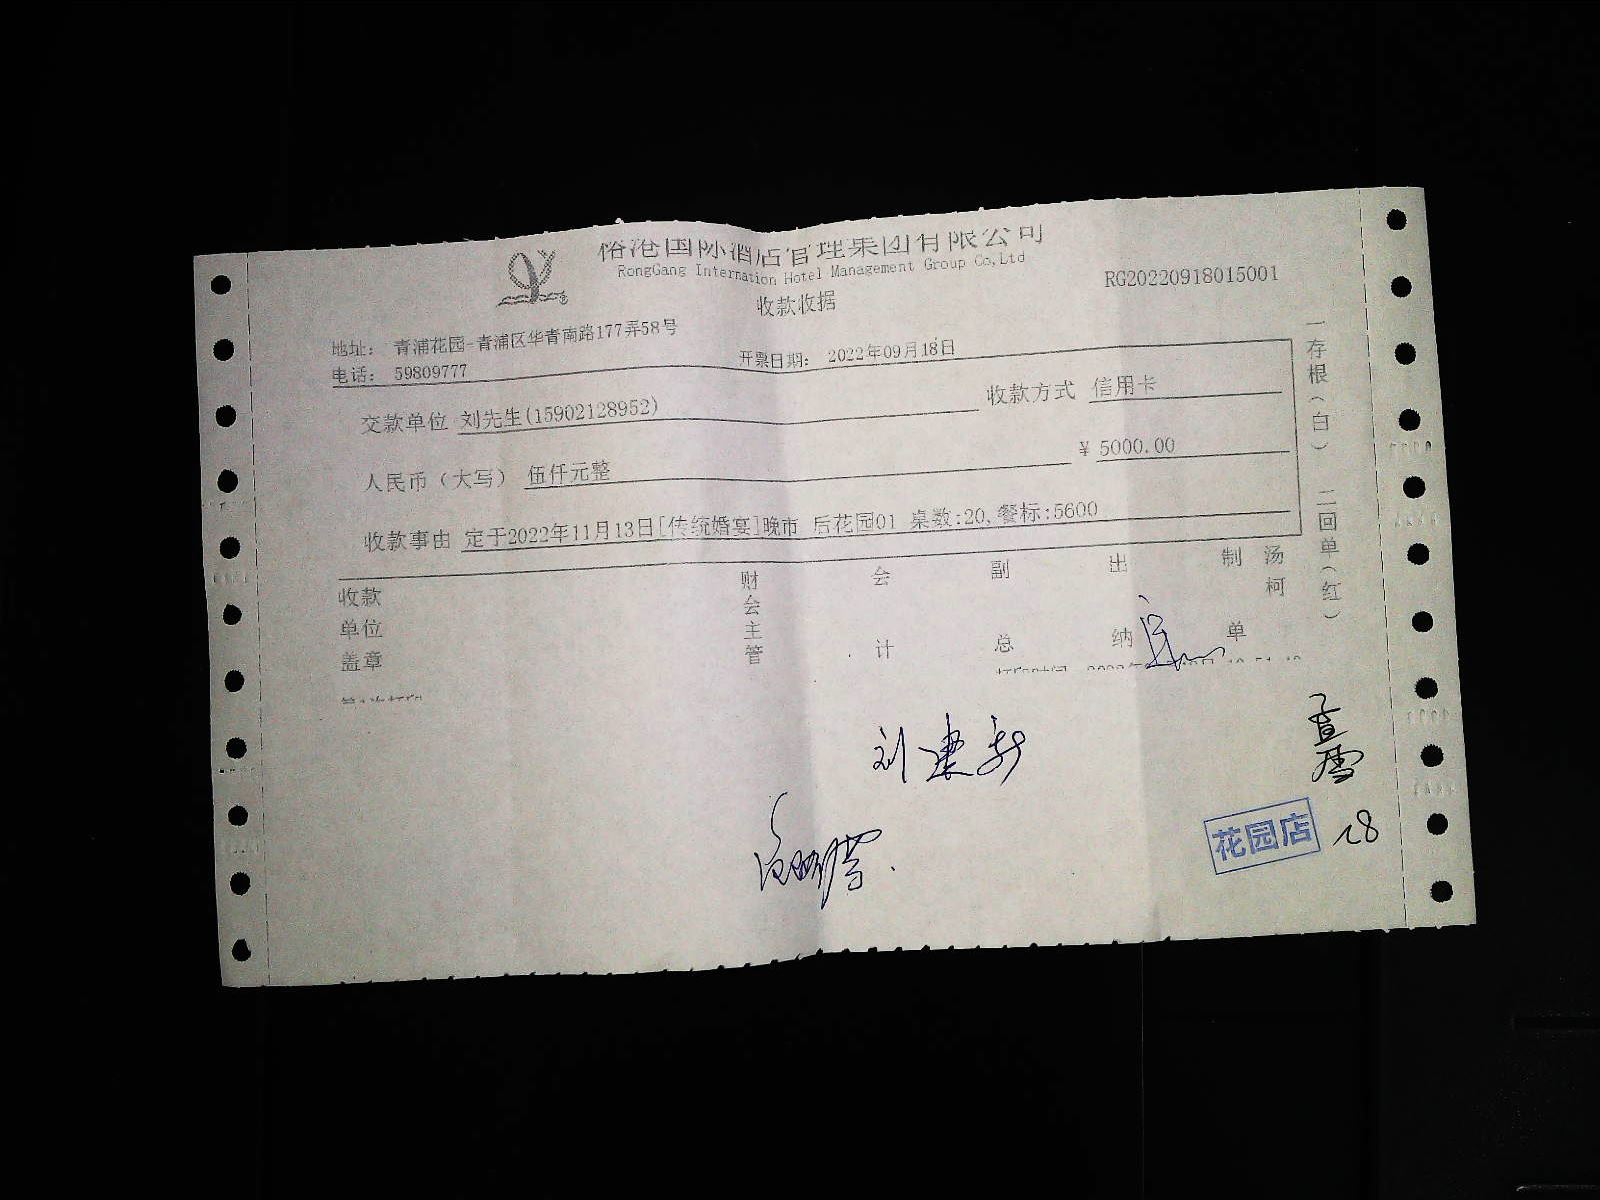 国际酒店管理集团有限公司
RongGang Internation Hotel Management Group Co,Ltd
RG20220918015001
收款收据
地址: 青浦花园-青浦区华青南路177弄58号
电话: 59809777
开票日期: 2022年09月18日
交款单位 刘先生(15902128952) 收款方式 信用卡
人民币(大写) 伍仟元整 ¥ 5000.00
收款事由 定于2022年11月13日[传统婚宴]晚市 后花园01 桌数:20,餐标:5600
收款单位盖章 财会主管 会计 副总 出纳 制单 汤柯
一存根(白) 二回单(红)
刘建新
花园店 18